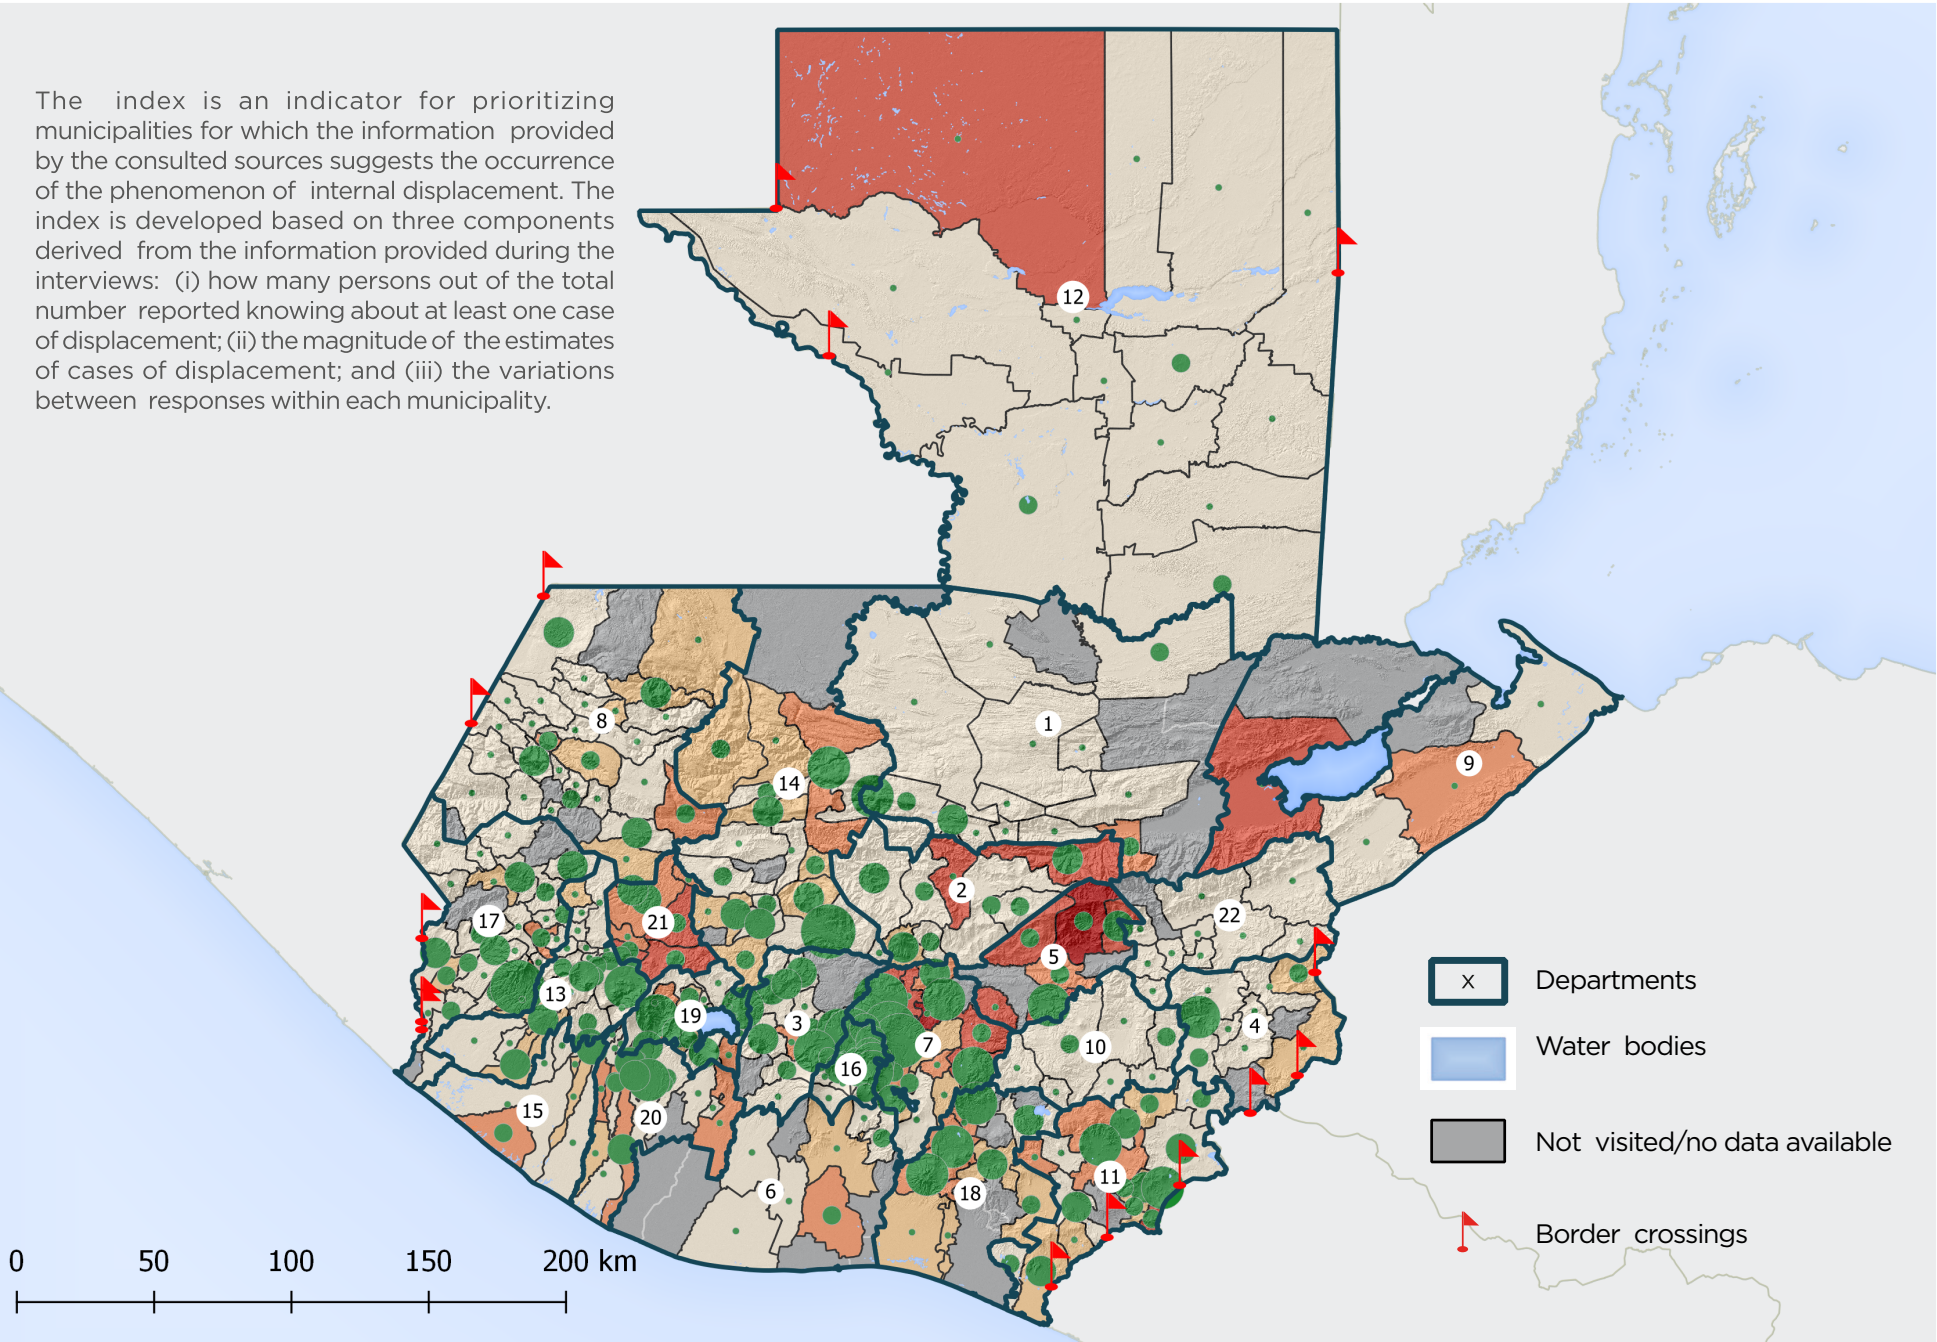 The index is an indicator for prioritizing
municipalities for which the information provided
by the consulted sources suggests the occurrence
of the phenomenon of internal displacement. The
index is developed based on three components
derived from the information provided during the
interviews: (i) how many persons out of the total
number reported knowing about at least one case
of displacement; (ii) the magnitude of the estimates
of cases of displacement; and (iii) the variations
between responses within each municipality.
12
1
8
9
14
2
17
21
22
5
13
19
3
4
7
10
16
15
20
11
6
18
X Departments
Water bodies
Not visited/no data available
Border crossings
0 50 100 150 200 km